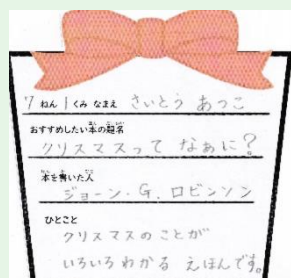 7 ねん 1 くみ なまえ さいとう あつこ
おすすめしたい本の題名
クリスマスって なぁに?
本を書いた人
ジョーン・G. ロビンソン
ひとこと
クリスマスのことが
いろいろわかる えほんです。